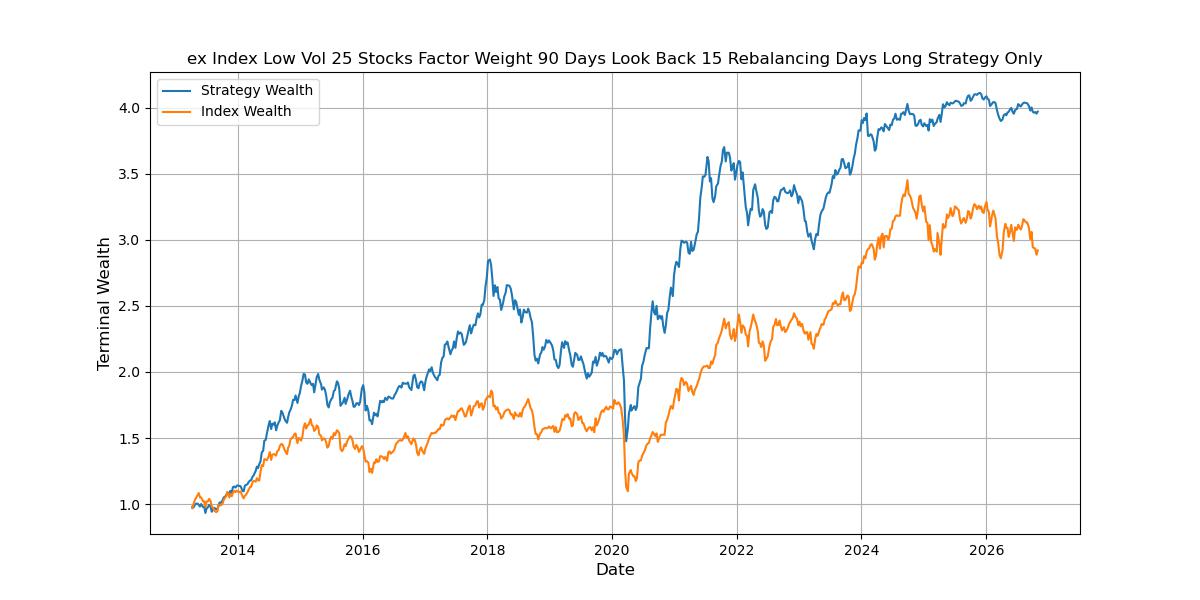 ex Index Low Vol 25 Stocks Factor Weight 90 Days Look Back 15 Rebalancing Days Long Strategy Only
Strategy Wealth
Index Wealth
Terminal Wealth
4.0
3.5
3.0
2.5
2.0
1.5
1.0
2014 2016 2018 2020 2022 2024 2026
Date